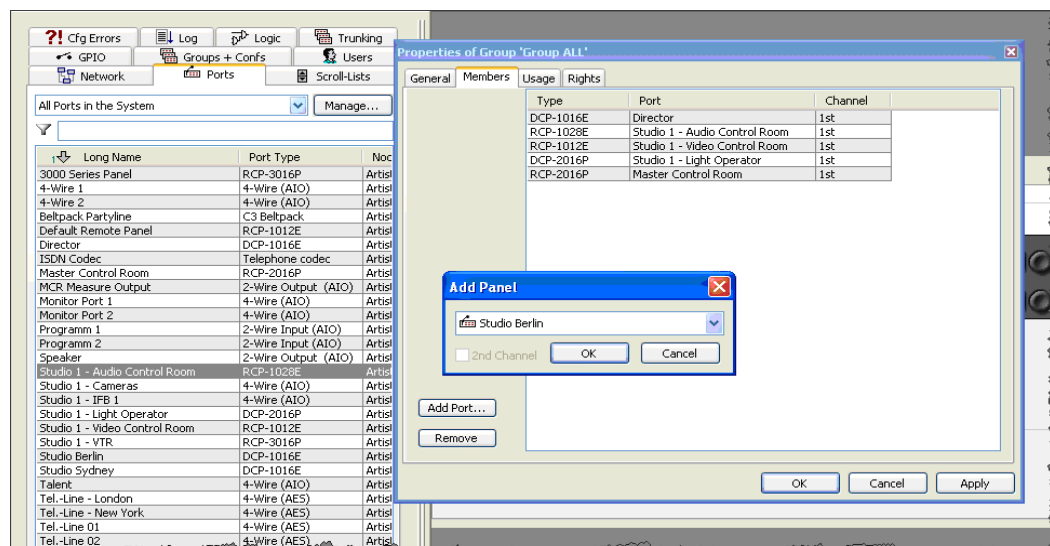 ?! Cfg Errors Log Logic Trunking
GPIO Groups + Confs Users
Network Ports Scroll-Lists
All Ports in the System Manage...
1 Long Name Port Type
3000 Series Panel RCP-3016P
4-Wire 1 4-Wire (AIO)
4-Wire 2 4-Wire (AIO)
Beltpack Partyline C3 Beltpack
Default Remote Panel RCP-1012E
Director DCP-1016E
ISDN Codec Telephone codec
Master Control Room RCP-2016P
MCR Measure Output 2-Wire Output (AIO)
Monitor Port 1 4-Wire (AIO)
Monitor Port 2 4-Wire (AIO)
Programm 1 2-Wire Input (AIO)
Programm 2 2-Wire Input (AIO)
Speaker 2-Wire Output (AIO)
Studio 1 - Audio Control Room RCP-1028E
Studio 1 - Cameras 4-Wire (AIO)
Studio 1 - IFB 1 4-Wire (AIO)
Studio 1 - Light Operator DCP-2016P
Studio 1 - Video Control Room RCP-1012E
Studio 1 - VTR RCP-3016P
Studio Berlin DCP-1016E
Studio Sydney DCP-1016E
Talent 4-Wire (AIO)
Tel.-Line - London 4-Wire (AES)
Tel.-Line - New York 4-Wire (AES)
Tel.-Line 01 4-Wire (AES)
Tel.-Line 02 4-Wire (AES)
Properties of Group 'Group ALL'
General Members Usage Rights
Type Port Channel
DCP-1016E Director 1st
RCP-1028E Studio 1 - Audio Control Room 1st
RCP-1012E Studio 1 - Video Control Room 1st
DCP-2016P Studio 1 - Light Operator 1st
RCP-2016P Master Control Room 1st
Add Panel
Studio Berlin
2nd Channel OK Cancel
Add Port...
Remove
OK Cancel Apply